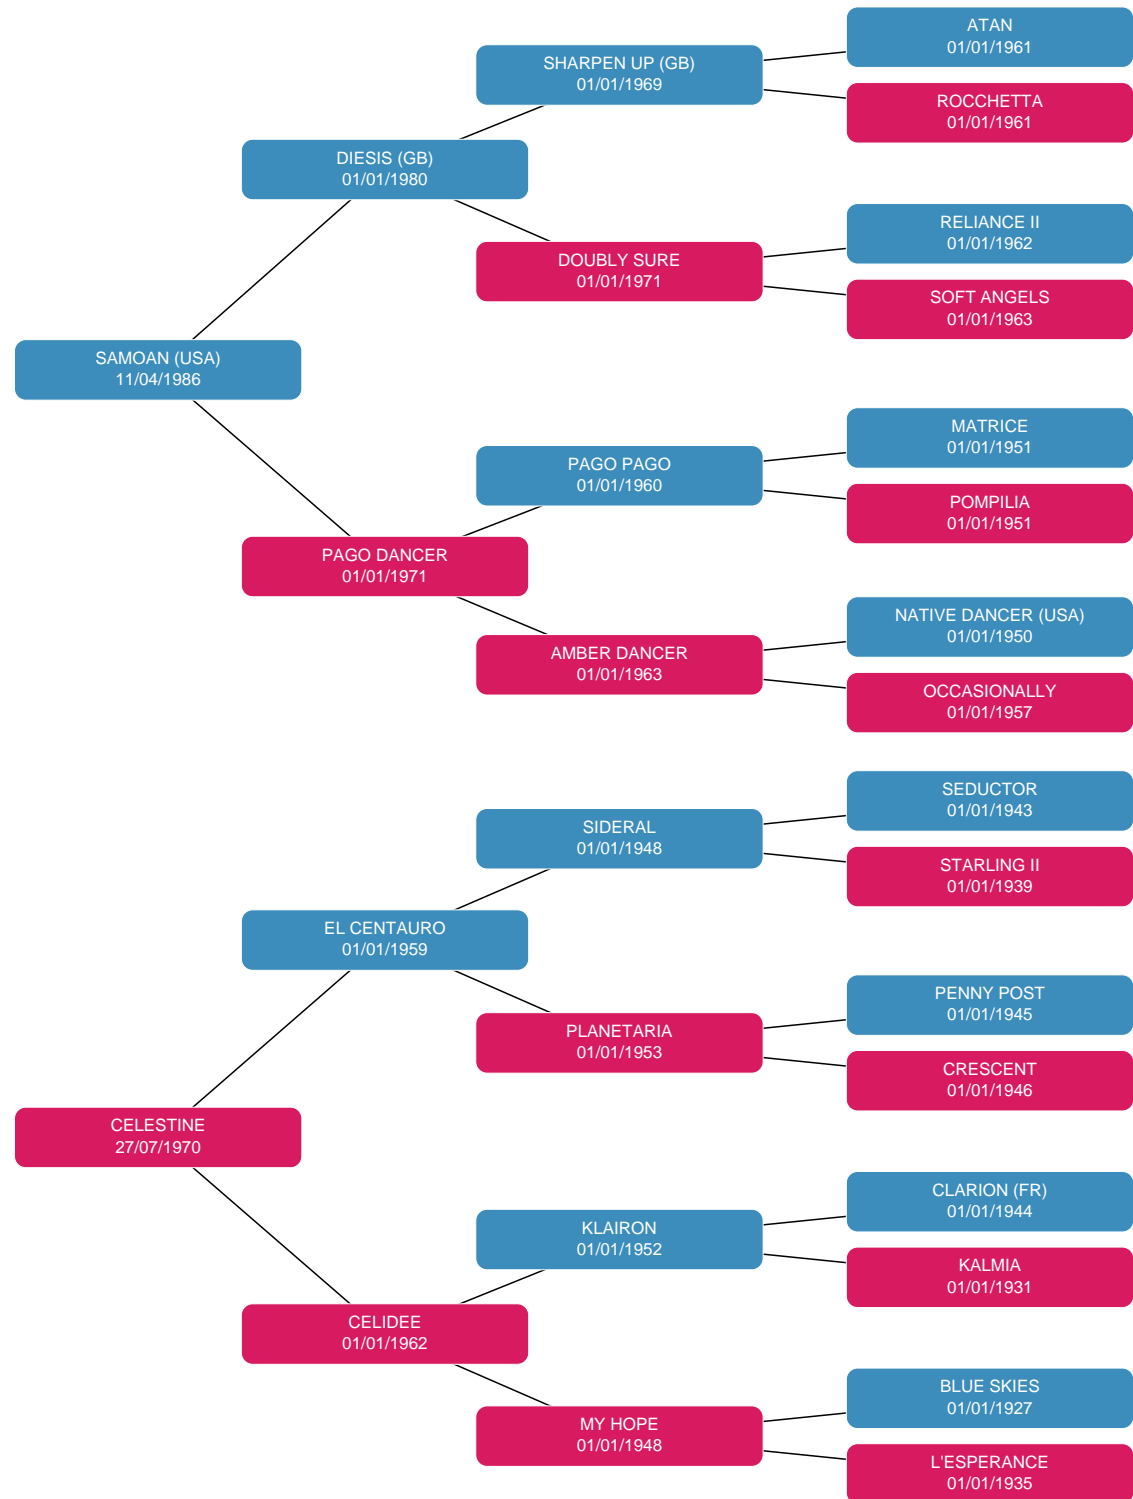 ATAN
01/01/1961
SHARPEN UP (GB)
01/01/1969
ROCCHETTA
01/01/1961
DIESIS (GB)
01/01/1980
RELIANCE II
01/01/1962
DOUBLY SURE
01/01/1971
SOFT ANGELS
01/01/1963
SAMOAN (USA)
11/04/1986
MATRICE
01/01/1951
PAGO PAGO
01/01/1960
POMPILIA
01/01/1951
PAGO DANCER
01/01/1971
NATIVE DANCER (USA)
01/01/1950
AMBER DANCER
01/01/1963
OCCASIONALLY
01/01/1957
SEDUCTOR
01/01/1943
SIDERAL
01/01/1948
STARLING II
01/01/1939
EL CENTAURO
01/01/1959
PENNY POST
01/01/1945
PLANETARIA
01/01/1953
CRESCENT
01/01/1946
CELESTINE
27/07/1970
CLARION (FR)
01/01/1944
KLAIRON
01/01/1952
KALMIA
01/01/1931
CELIDEE
01/01/1962
BLUE SKIES
01/01/1927
MY HOPE
01/01/1948
L'ESPERANCE
01/01/1935